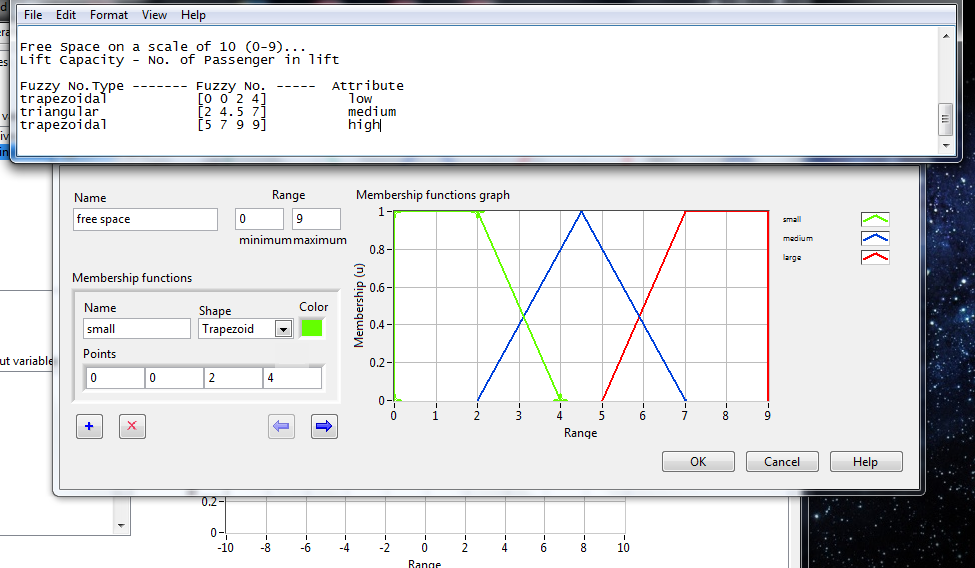 File Edit Format View Help
Free Space on a scale of 10 (0-9)...
Lift Capacity - No. of Passenger in lift
Fuzzy No.Type ------- Fuzzy No. ----- Attribute
trapezoidal [0 0 2 4] low
triangular [2 4.5 7] medium
trapezoidal [5 7 9 9] high
Name
free space
Range
0 9
minimum maximum
Membership functions
Name Shape Color
small Trapezoid
Points
0 0 2 4
Membership functions graph
small
medium
large
Membership (u)
1
0.8
0.6
0.4
0.2
0
0 1 2 3 4 5 6 7 8 9
Range
OK Cancel Help
ut variable
0.2
0
-10 -8 -6 -4 -2 0 2 4 6 8 10
Range